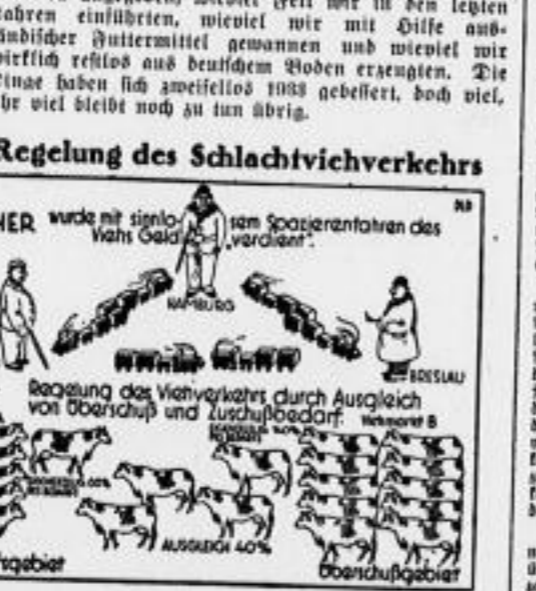 letzten
Jahren einführten, wieviel wir mit Hilfe aus-
ländischer Futtermittel gewannen und wieviel wir
wirklich restlos aus deutschem Boden erzeugten. Die
Dinge haben sich zweifellos 1933 gebessert, doch viel,
sehr viel bleibt noch zu tun übrig.
Regelung des Schlachtviehverkehrs
HER wurde mit sinnlo- sem Spazierenfahren des
Viehs Geld „verdient".
HAMBURG
BRESLAU
Regelung des Viehverkehrs durch Ausgleich
von Überschuß und Zuschußbedarf.
Viehmarkt B
60%
AUSGLEICH 40%
sgebiet
Überschußgebiet